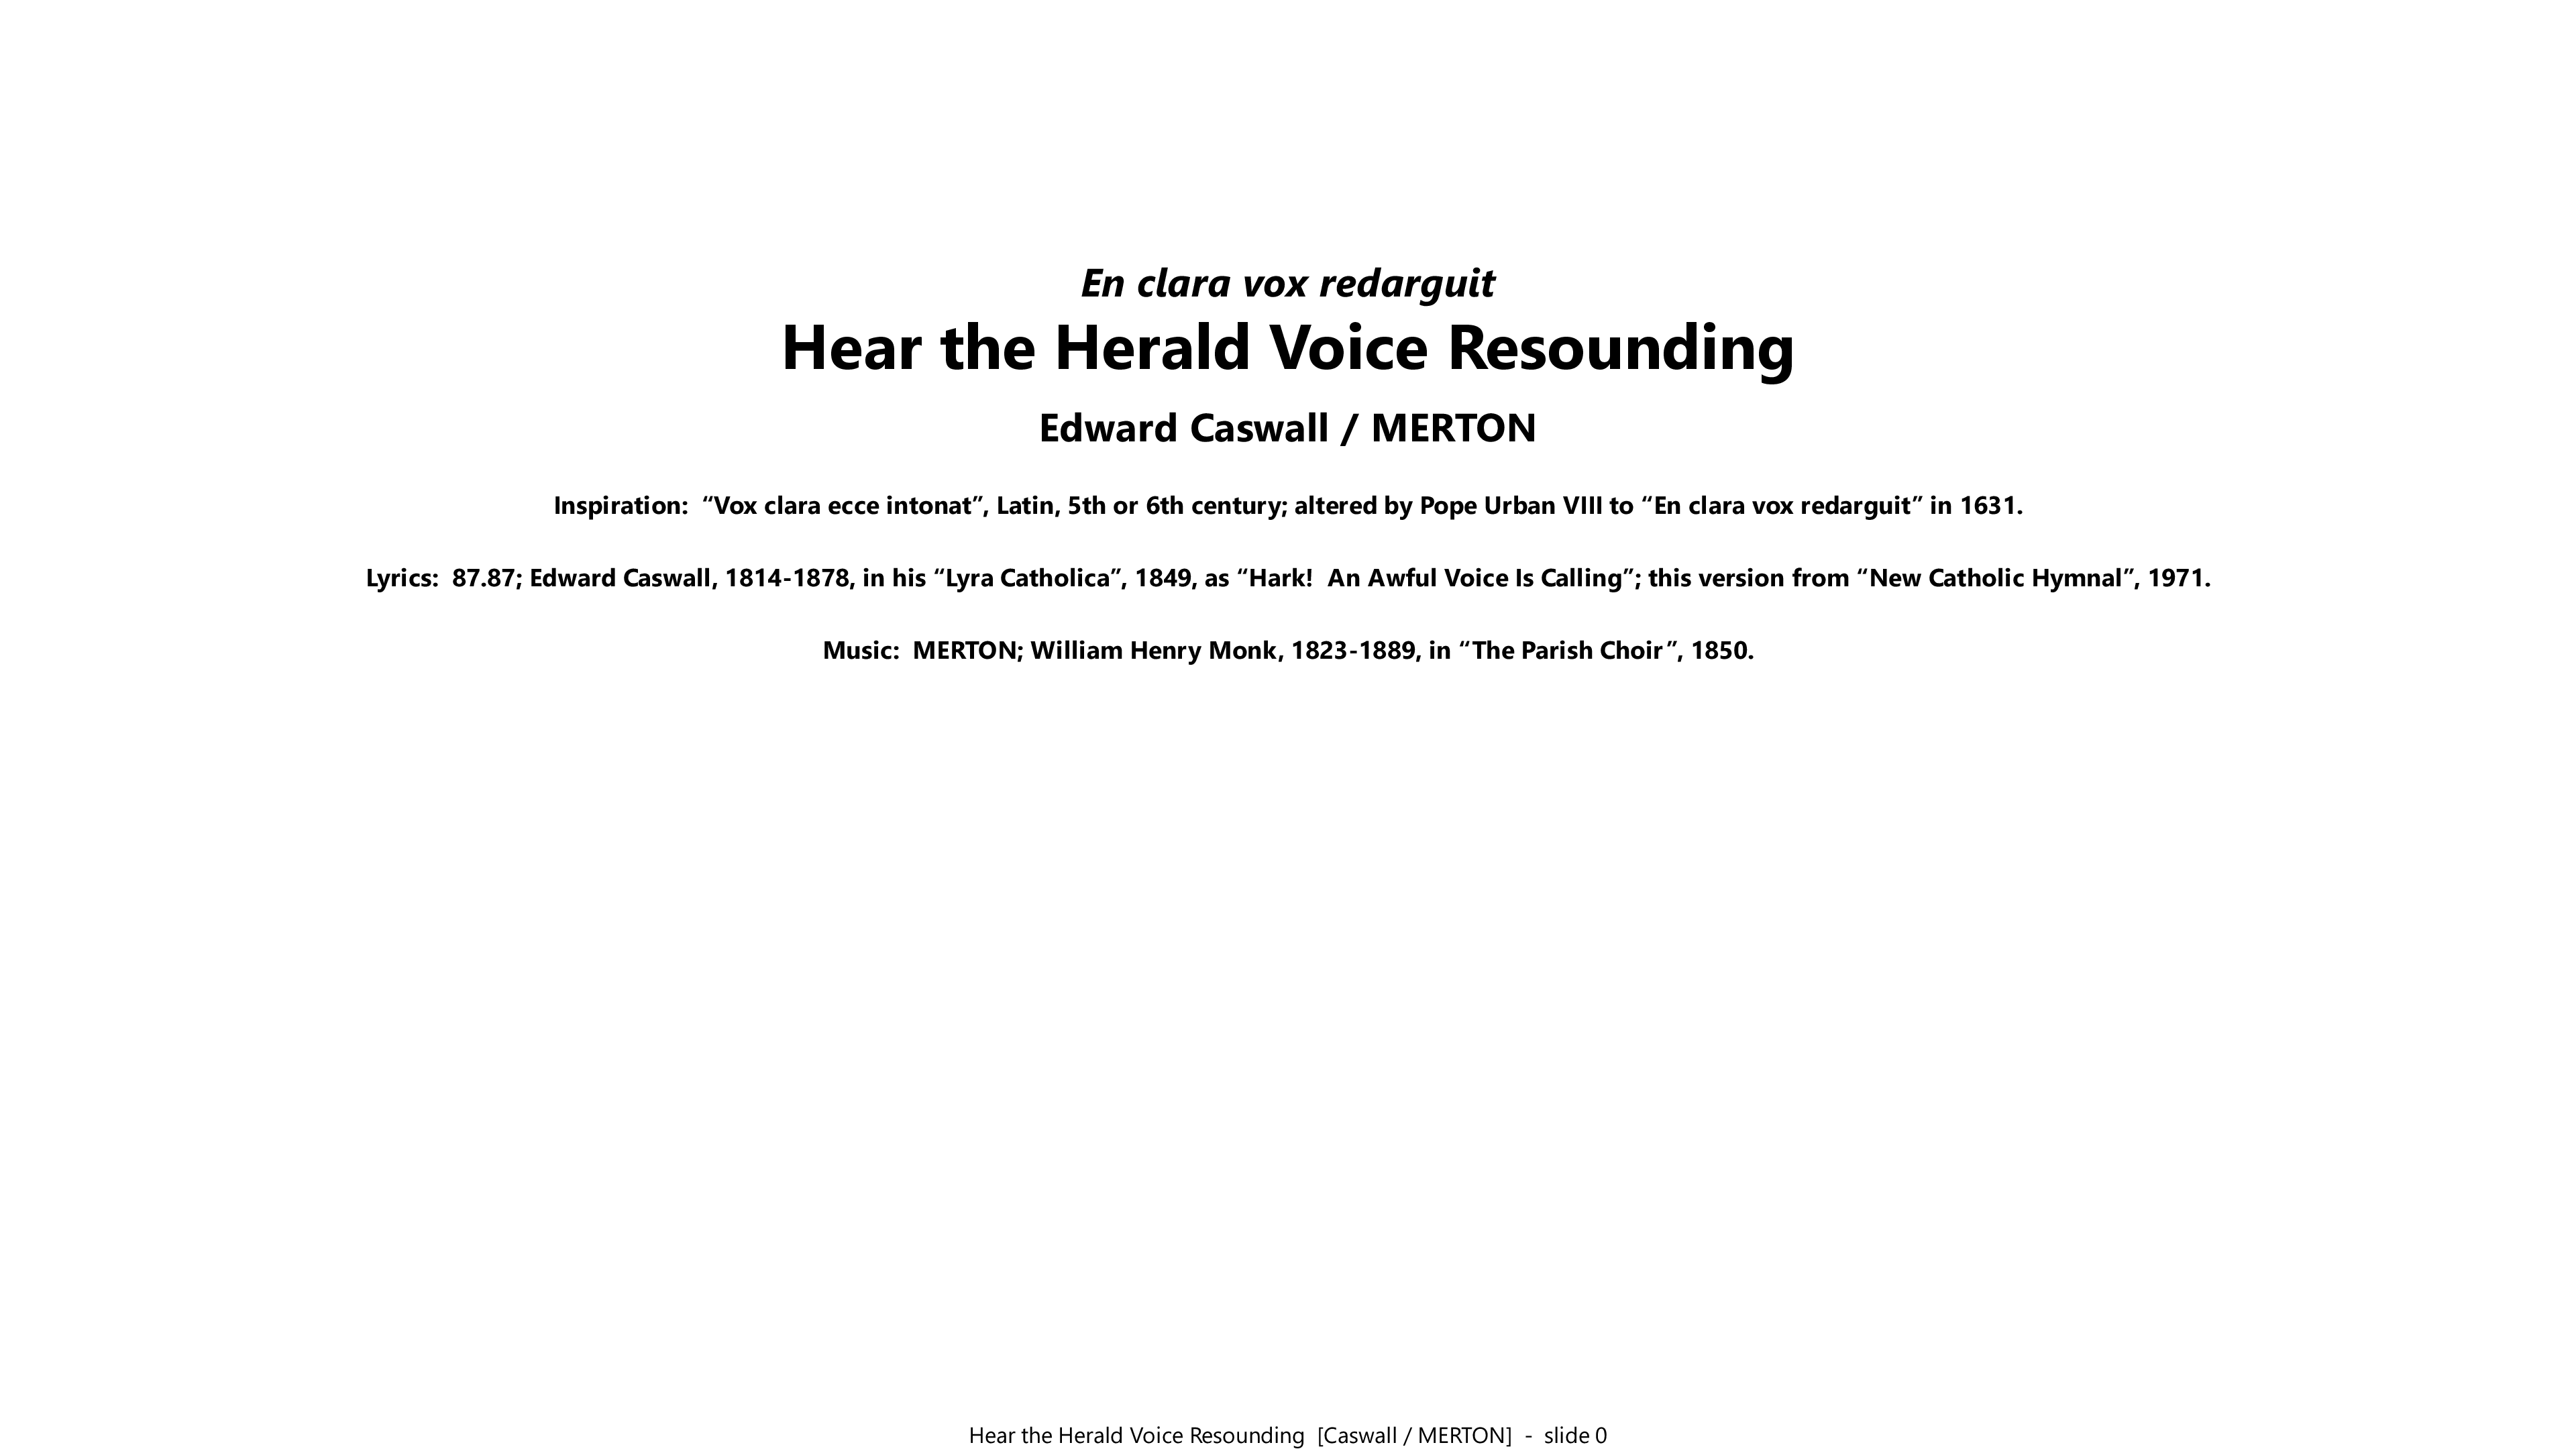 En clara vox redarguit
Hear the Herald Voice Resounding
Edward Caswall / MERTON
Inspiration:  “Vox clara ecce intonat”, Latin, 5th or 6th century; altered by Pope Urban VIII to “En clara vox redarguit” in 1631.
Lyrics:  87.87; Edward Caswall, 1814-1878, in his “Lyra Catholica”, 1849, as “Hark!  An Awful Voice Is Calling”; this version from “New Catholic Hymnal”, 1971.
Music:  MERTON; William Henry Monk, 1823-1889, in “The Parish Choir”, 1850.
Hear the Herald Voice Resounding  [Caswall / MERTON]  -  slide 0